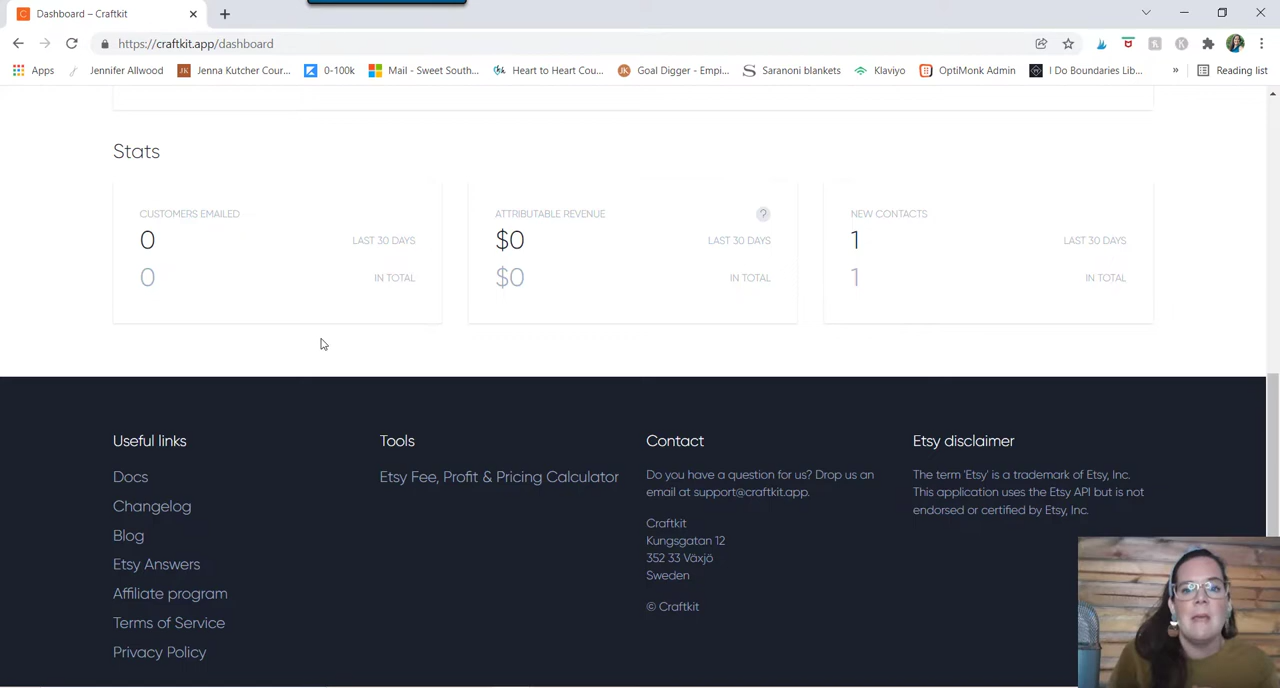 Dashboard – Craftkit
https://craftkit.app/dashboard
Apps
Jennifer Allwood
JK
Jenna Kutcher Cour...
0-100k
Mail - Sweet South...
Heart to Heart Cou...
JK
Goal Digger - Empi...
Saranoni blankets
Klaviyo
OptiMonk Admin
I Do Boundaries Lib...
»
Reading list
Stats
CUSTOMERS EMAILED
0 LAST 30 DAYS
0 IN TOTAL
ATTRIBUTABLE REVENUE ?
$0 LAST 30 DAYS
$0 IN TOTAL
NEW CONTACTS
1 LAST 30 DAYS
1 IN TOTAL
Useful links
Docs
Changelog
Blog
Etsy Answers
Affiliate program
Terms of Service
Privacy Policy
Tools
Etsy Fee, Profit & Pricing Calculator
Contact
Do you have a question for us? Drop us an
email at support@craftkit.app.
Craftkit
Kungsgatan 12
352 33 Växjö
Sweden
© Craftkit
Etsy disclaimer
The term 'Etsy' is a trademark of Etsy, Inc.
This application uses the Etsy API but is not
endorsed or certified by Etsy, Inc.